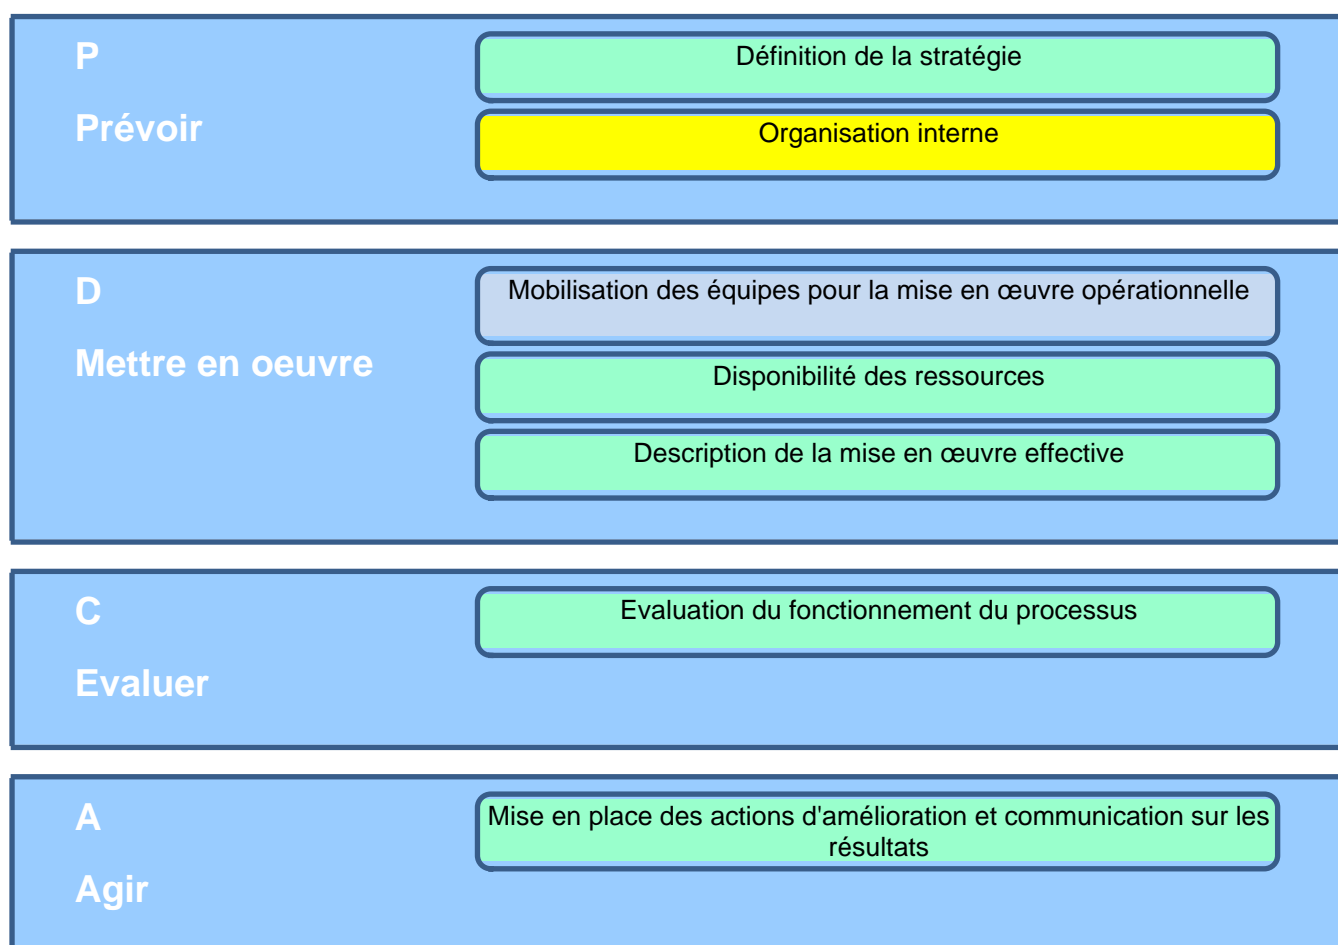 P
Prévoir
Définition de la stratégie
Organisation interne
D
Mettre en oeuvre
Mobilisation des équipes pour la mise en œuvre opérationnelle
Disponibilité des ressources
Description de la mise en œuvre effective
C
Evaluer
Evaluation du fonctionnement du processus
A
Agir
Mise en place des actions d'amélioration et communication sur les
résultats